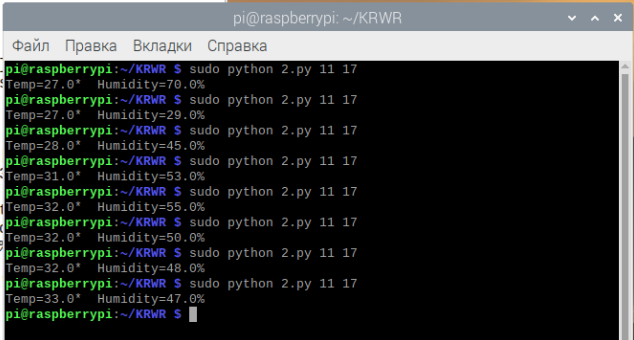 pi@raspberrypi: ~/KRWR
Файл Правка Вкладки Справка
pi@raspberrypi:~/KRWR $ sudo python 2.py 11 17
Temp=27.0*  Humidity=70.0%
pi@raspberrypi:~/KRWR $ sudo python 2.py 11 17
Temp=27.0*  Humidity=29.0%
pi@raspberrypi:~/KRWR $ sudo python 2.py 11 17
Temp=28.0*  Humidity=45.0%
pi@raspberrypi:~/KRWR $ sudo python 2.py 11 17
Temp=31.0*  Humidity=53.0%
pi@raspberrypi:~/KRWR $ sudo python 2.py 11 17
Temp=32.0*  Humidity=55.0%
pi@raspberrypi:~/KRWR $ sudo python 2.py 11 17
Temp=32.0*  Humidity=50.0%
pi@raspberrypi:~/KRWR $ sudo python 2.py 11 17
Temp=32.0*  Humidity=48.0%
pi@raspberrypi:~/KRWR $ sudo python 2.py 11 17
Temp=33.0*  Humidity=47.0%
pi@raspberrypi:~/KRWR $